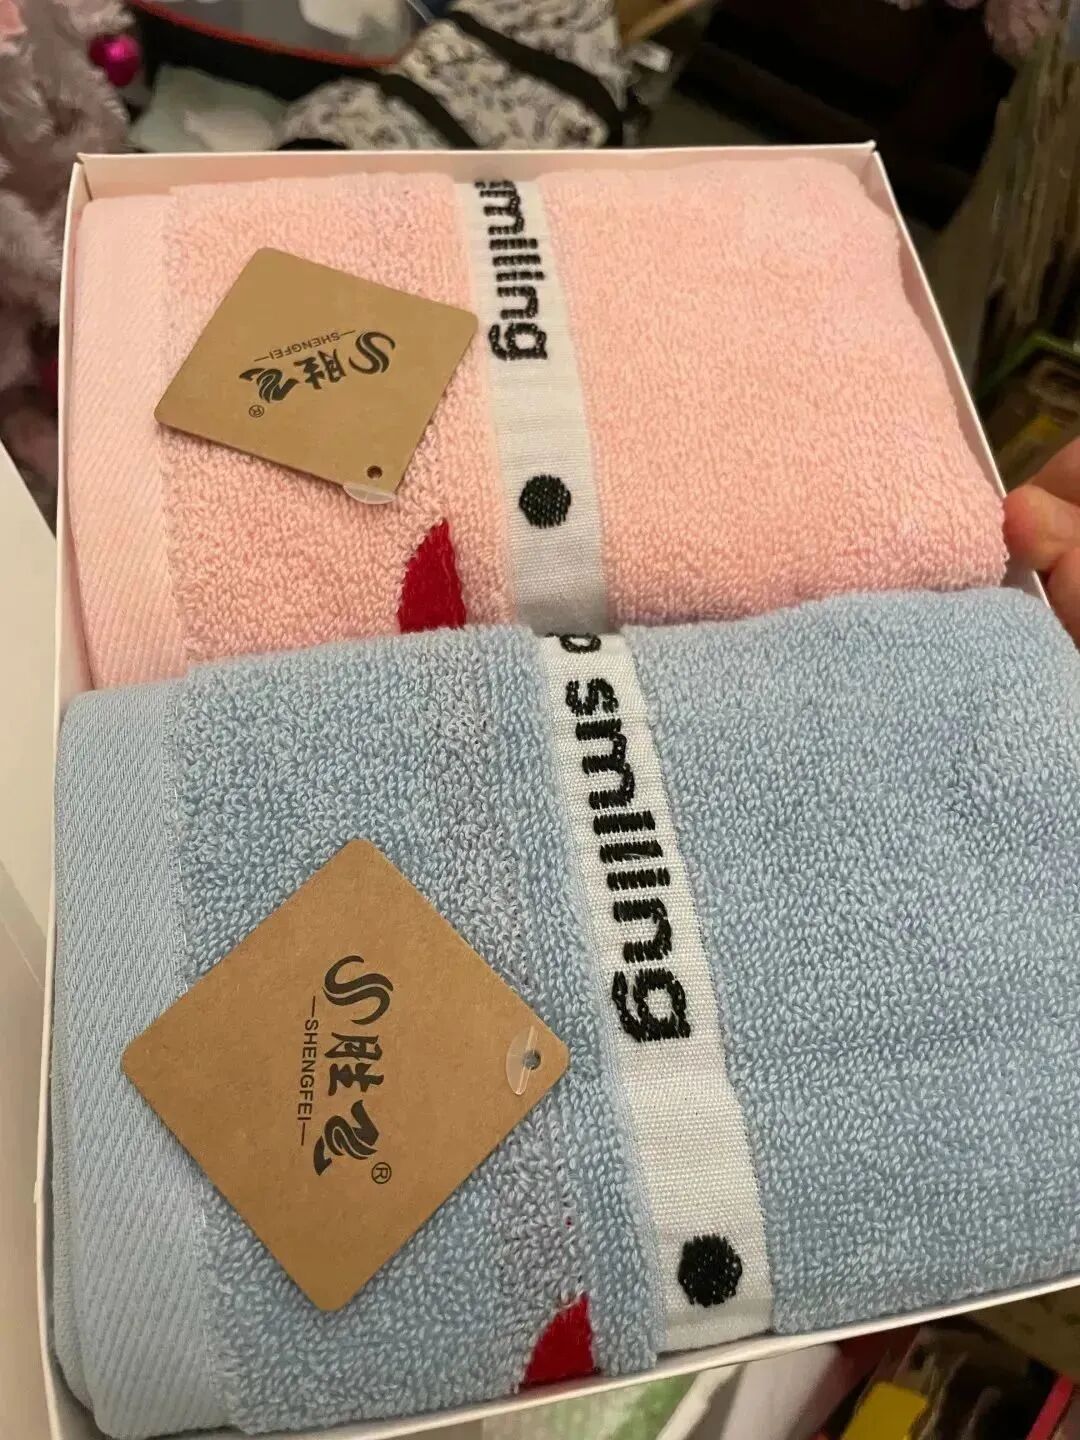 smiling
胜飞®
—SHENGFEI—
p smiling
胜飞®
—SHENGFEI—